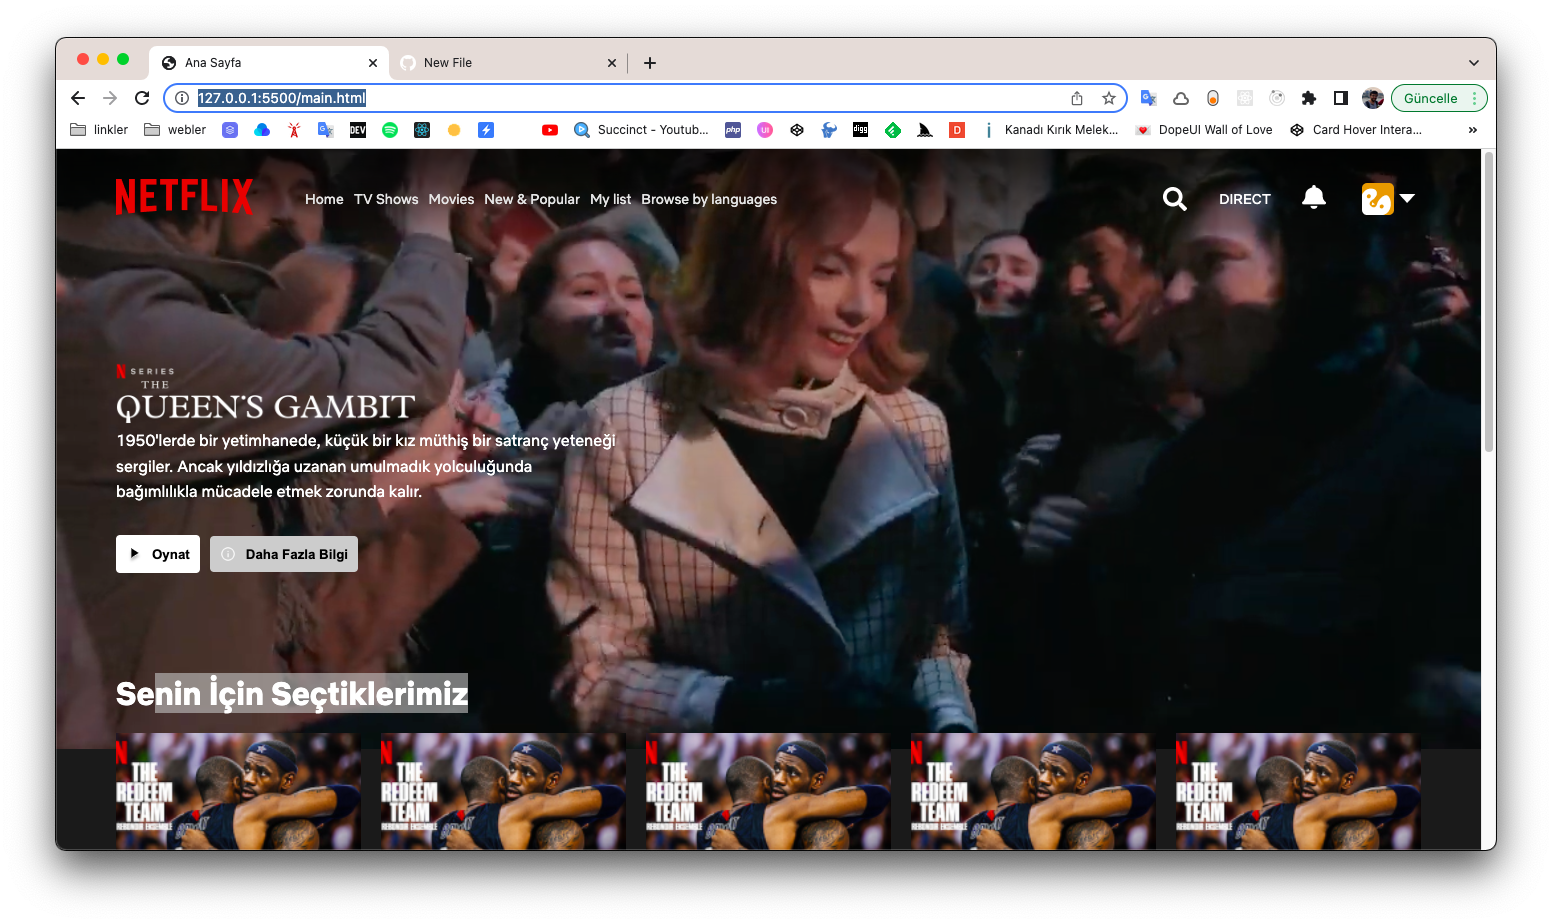 Ana Sayfa
New File
127.0.0.1:5500/main.html
Güncelle
linkler
webler
DEV
Succinct - Youtub...
php
UI
digg
D
Kanadı Kırık Melek...
DopeUI Wall of Love
Card Hover Intera...
»
NETFLIX
Home TV Shows Movies New & Popular My list Browse by languages
DIRECT
N SERIES
THE
QUEEN'S GAMBIT
1950'lerde bir yetimhanede, küçük bir kız müthiş bir satranç yeteneği
sergiler. Ancak yıldızlığa uzanan umulmadık yolculuğunda
bağımlılıkla mücadele etmek zorunda kalır.
Oynat
Daha Fazla Bilgi
Senin İçin Seçtiklerimiz
N
THE
REDEEM
TEAM
N
THE
REDEEM
TEAM
N
THE
REDEEM
TEAM
N
THE
REDEEM
TEAM
N
THE
REDEEM
TEAM